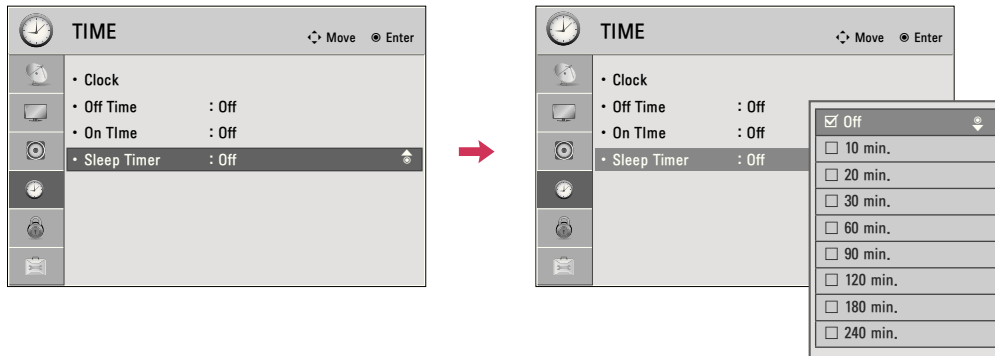 TIME
Move Enter
• Clock
• Off Time : Off
• On TIme : Off
• Sleep Timer : Off
TIME
Move Enter
• Clock
• Off Time : Off
• On TIme : Off
• Sleep Timer : Off
Off
10 min.
20 min.
30 min.
60 min.
90 min.
120 min.
180 min.
240 min.